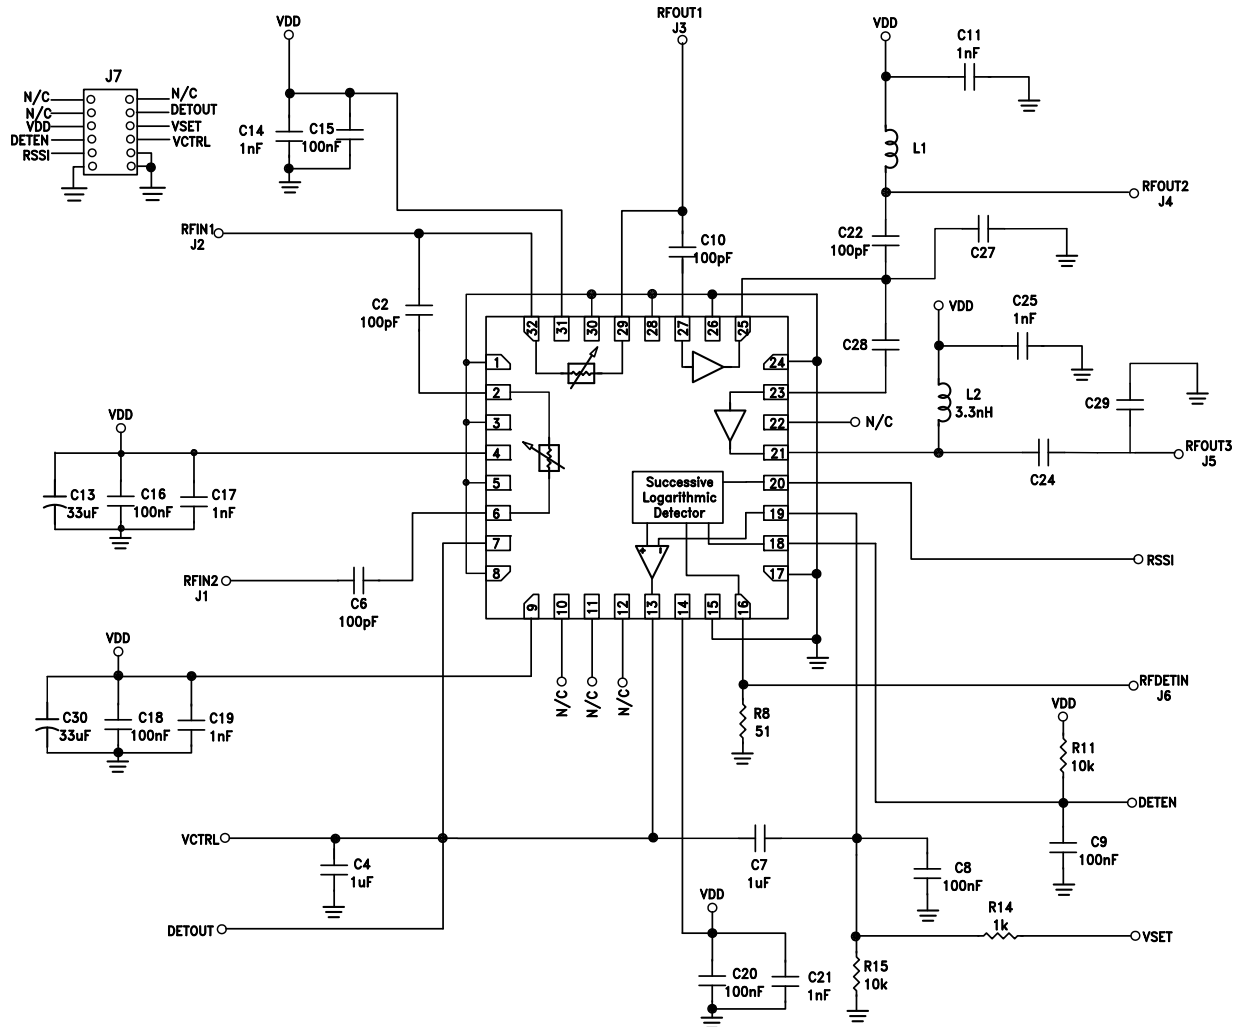 VDD
RFOUT1
J3
VDD
C11
1nF
J7
N/C
N/C
VDD
DETEN
RSSI
N/C
DETOUT
VSET
VCTRL
C14
1nF
C15
100nF
L1
RFOUT2
J4
RFIN1
J2
C10
100pF
C22
100pF
C27
C2
100pF
VDD
C25
1nF
C28
L2
3.3nH
C29
32
31
30
29
28
27
26
25
1
2
3
4
5
6
7
8
24
23
22
21
20
19
18
17
N/C
RFOUT3
J5
C24
VDD
C13
33uF
C16
100nF
C17
1nF
Successive
Logarithmic
Detector
+
-
RSSI
RFIN2
J1
C6
100pF
9
10
11
12
13
14
15
16
N/C
N/C
N/C
VDD
C30
33uF
C18
100nF
C19
1nF
RFDETIN
J6
R8
51
VDD
R11
10k
DETEN
C9
100nF
VCTRL
C4
1uF
C7
1uF
C8
100nF
DETOUT
VDD
C20
100nF
C21
1nF
R14
1k
VSET
R15
10k